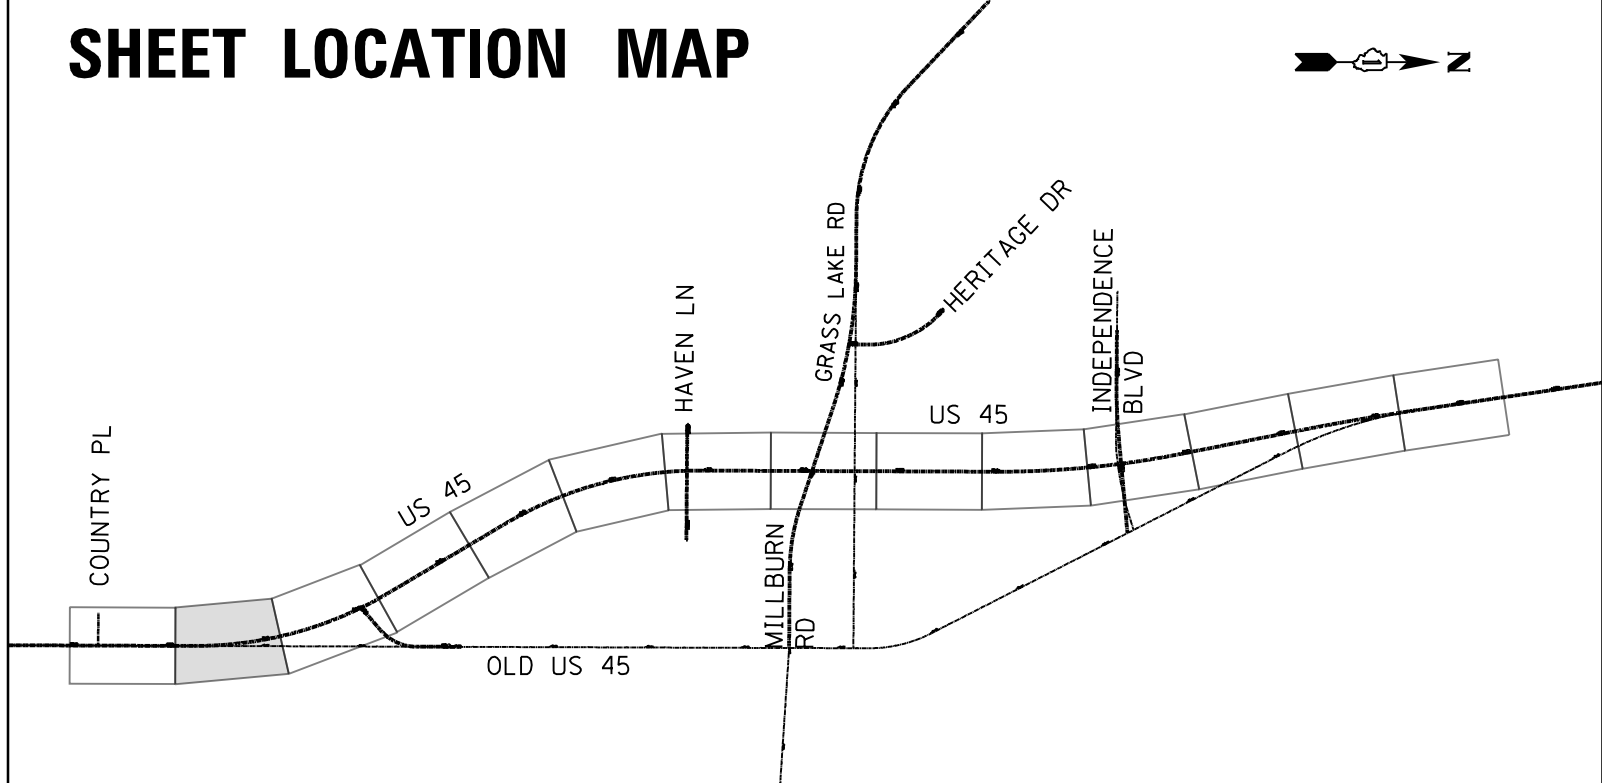 SHEET LOCATION MAP
N
HERITAGE DR
GRASS LAKE RD
INDEPENDENCE
BLVD
HAVEN LN
US 45
COUNTRY PL
US 45
MILLBURN
RD
OLD US 45